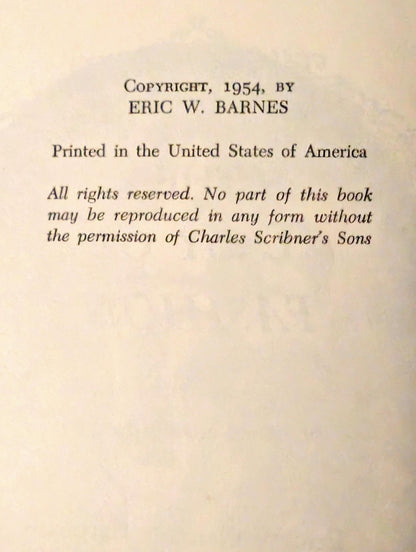 Copyright, 1954, by
ERIC W. BARNES
Printed in the United States of America
All rights reserved. No part of this book
may be reproduced in any form without
the permission of Charles Scribner's Sons